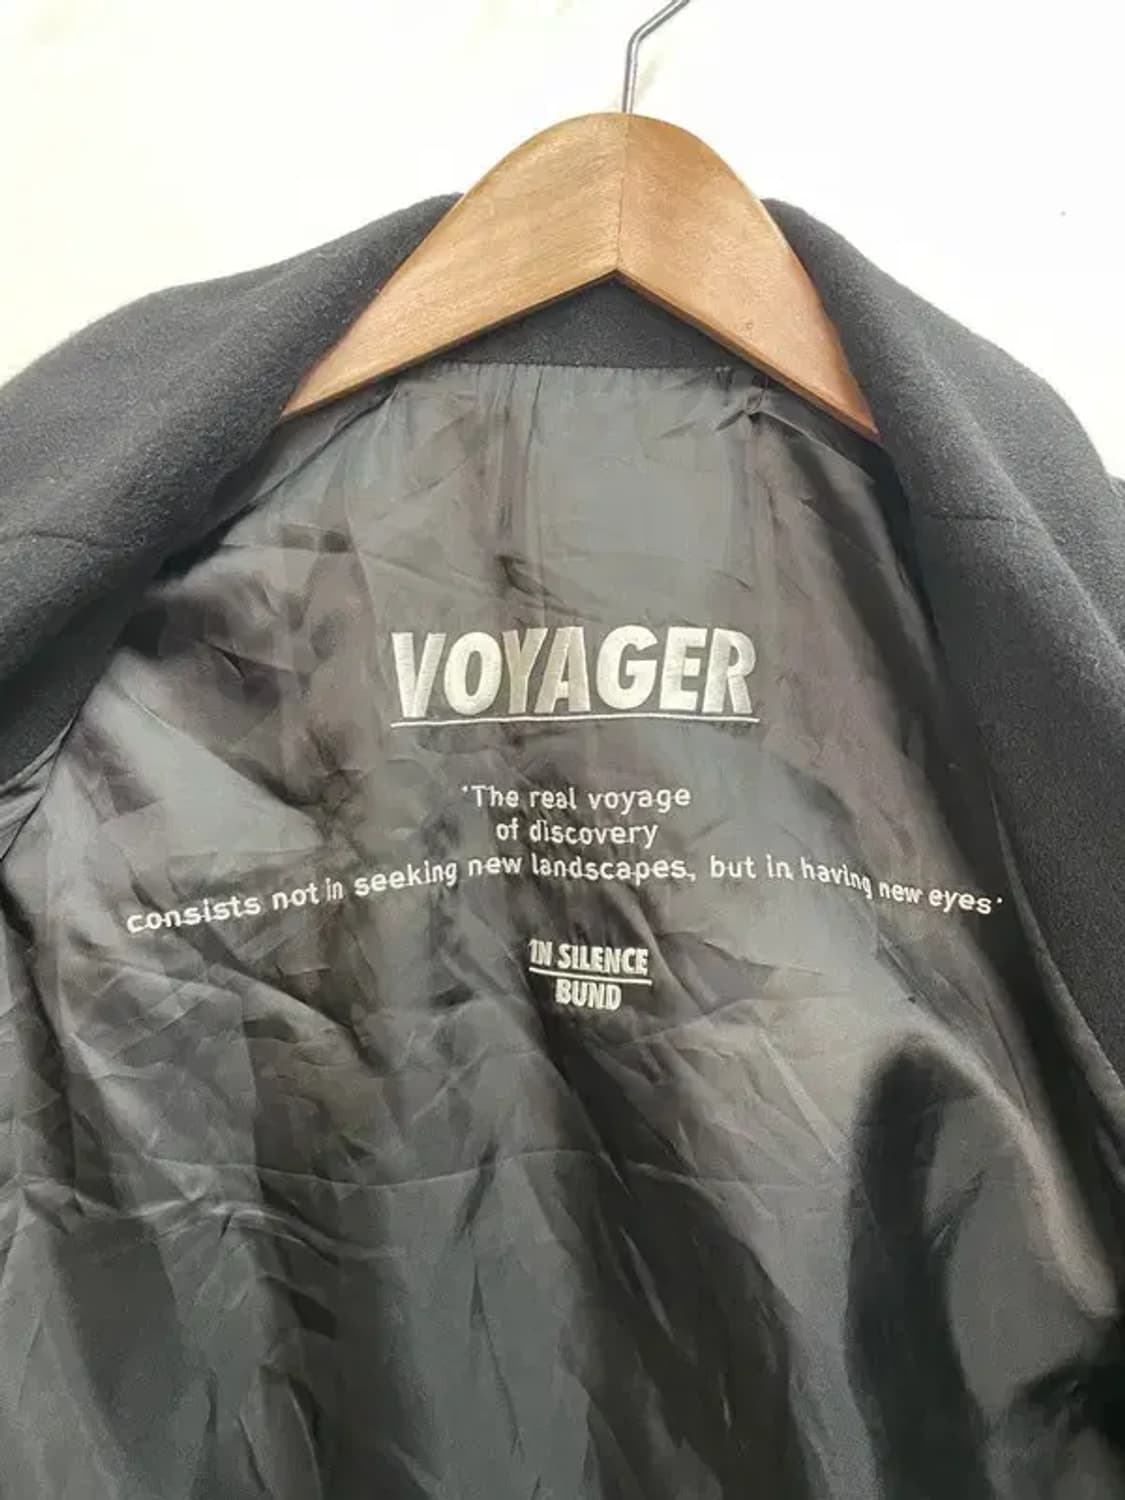 VOYAGER
'The real voyage
of discovery
consists not in seeking new landscapes, but in having new eyes'
IN SILENCE
BUND